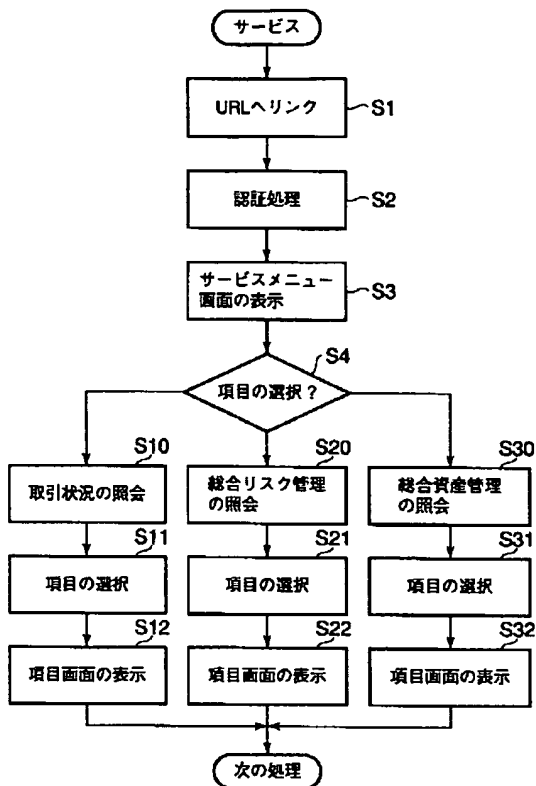 サービス
URLへリンク
S1
認証処理
S2
サービスメニュー
画面の表示
S3
S4
項目の選択？
S10
取引状況の照会
S20
総合リスク管理
の照会
S30
総合資産管理
の照会
S11
項目の選択
S21
項目の選択
S31
項目の選択
S12
項目画面の表示
S22
項目画面の表示
S32
項目画面の表示
次の処理